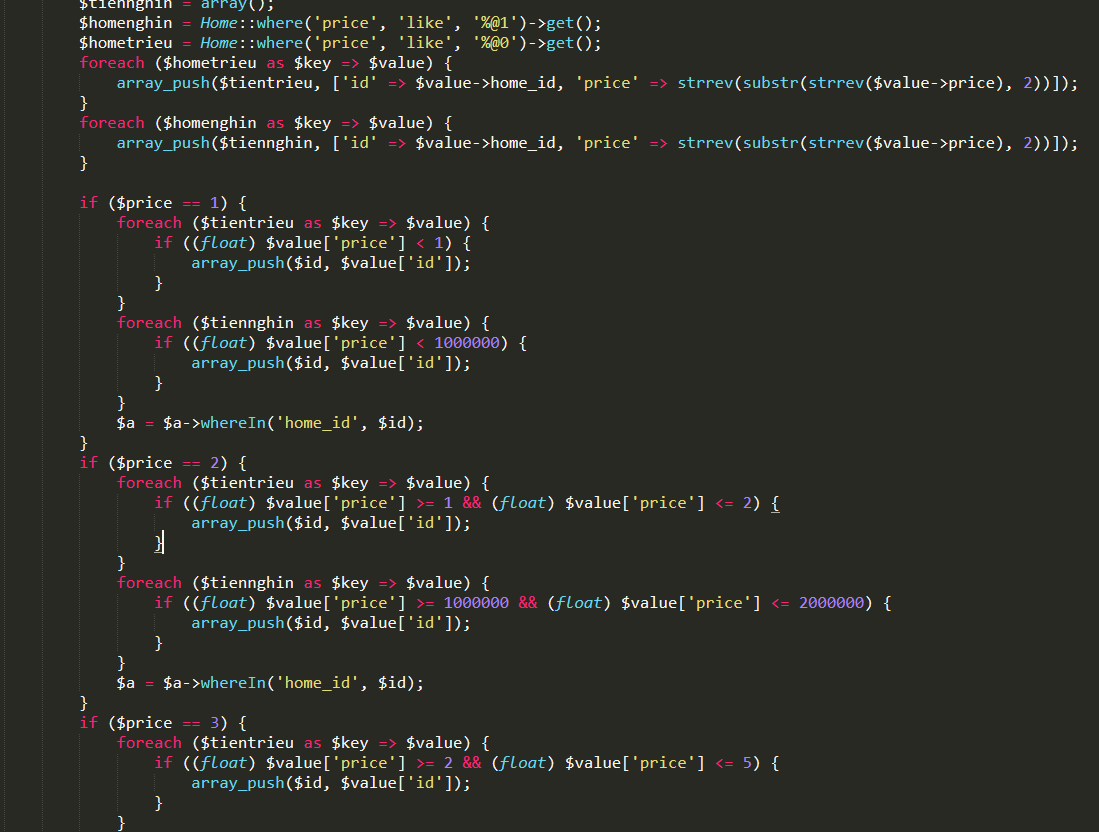 $tiennghin = array();
$homenghin = Home::where('price', 'like', '%@1')->get();
$hometrieu = Home::where('price', 'like', '%@0')->get();
foreach ($hometrieu as $key => $value) {
array_push($tientrieu, ['id' => $value->home_id, 'price' => strrev(substr(strrev($value->price), 2))]);
}
foreach ($homenghin as $key => $value) {
array_push($tiennghin, ['id' => $value->home_id, 'price' => strrev(substr(strrev($value->price), 2))]);
}
if ($price == 1) {
foreach ($tientrieu as $key => $value) {
if ((float) $value['price'] < 1) {
array_push($id, $value['id']);
}
}
foreach ($tiennghin as $key => $value) {
if ((float) $value['price'] < 1000000) {
array_push($id, $value['id']);
}
}
$a = $a->whereIn('home_id', $id);
}
if ($price == 2) {
foreach ($tientrieu as $key => $value) {
if ((float) $value['price'] >= 1 && (float) $value['price'] <= 2) {
array_push($id, $value['id']);
}
}
foreach ($tiennghin as $key => $value) {
if ((float) $value['price'] >= 1000000 && (float) $value['price'] <= 2000000) {
array_push($id, $value['id']);
}
}
$a = $a->whereIn('home_id', $id);
}
if ($price == 3) {
foreach ($tientrieu as $key => $value) {
if ((float) $value['price'] >= 2 && (float) $value['price'] <= 5) {
array_push($id, $value['id']);
}
}